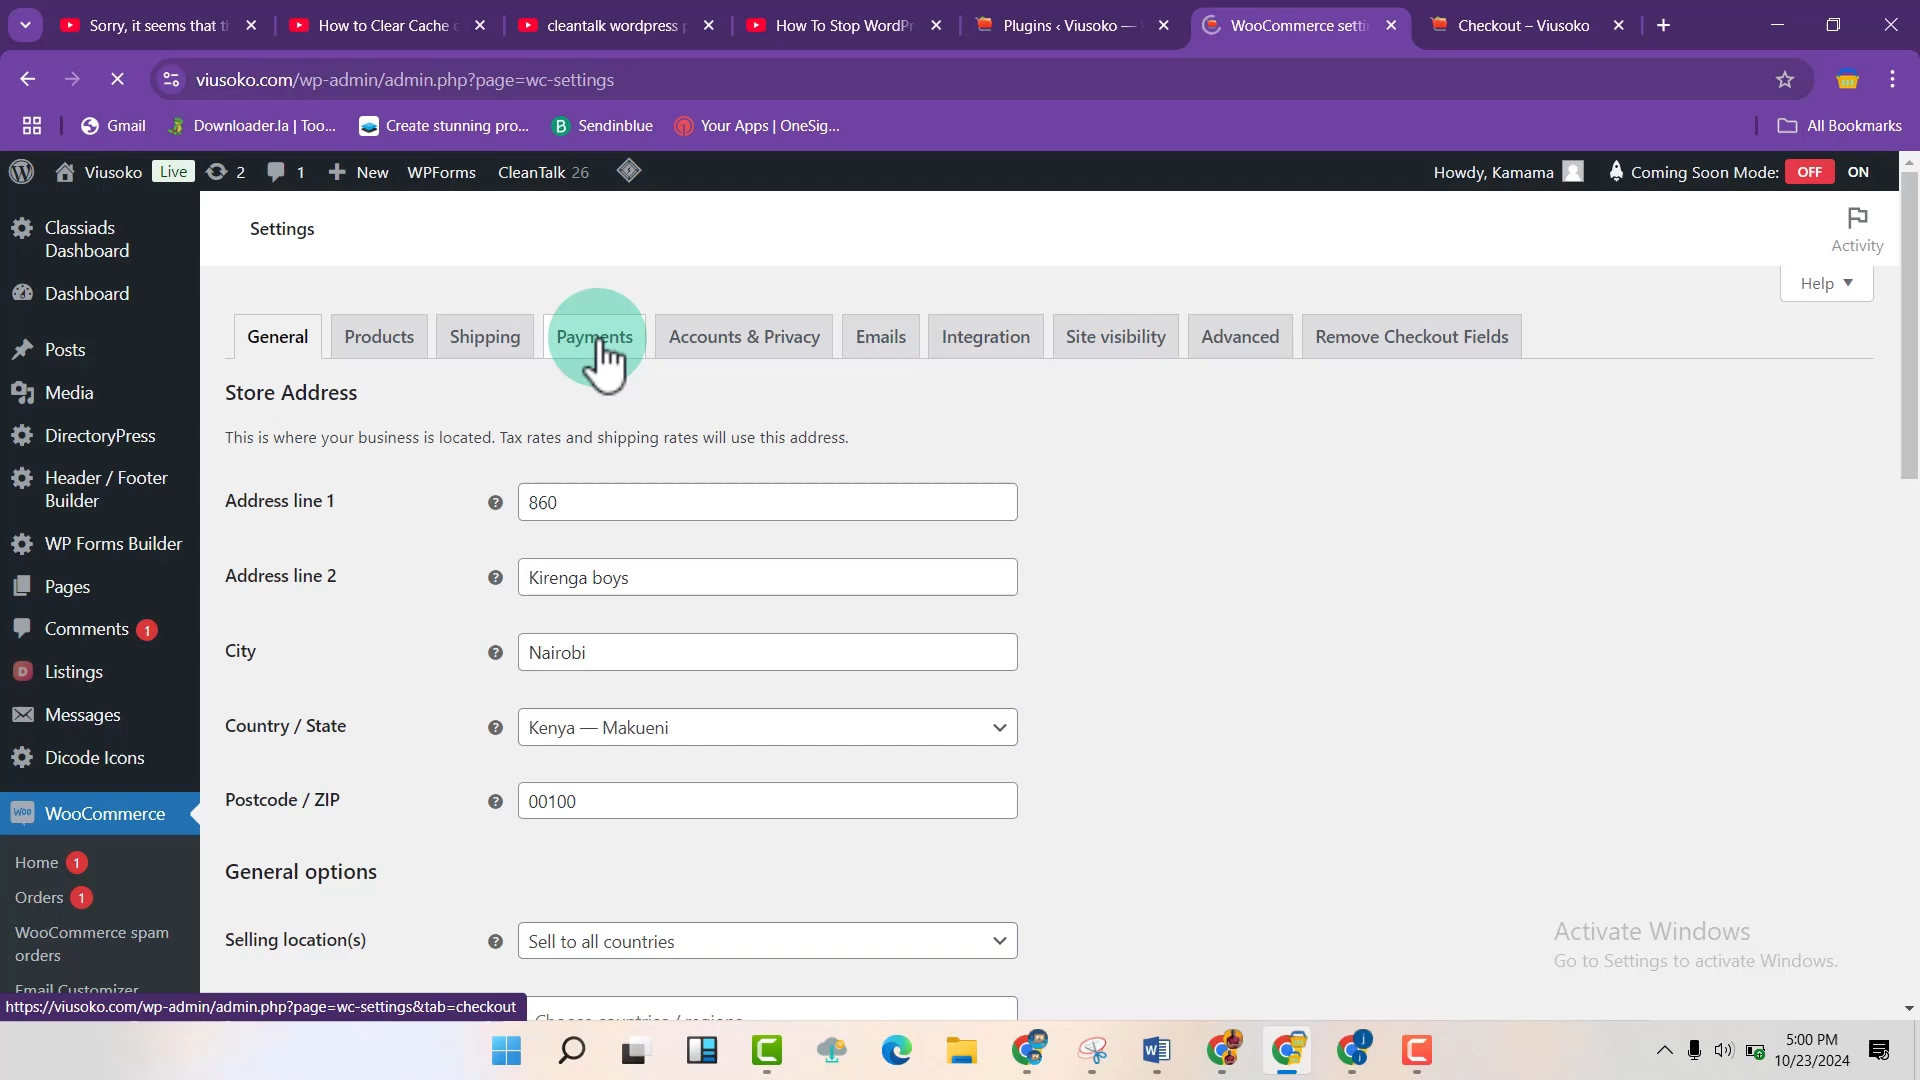 Sorry, it seems that th
How to Clear Cache
cleantalk wordpress p
How To Stop WordPr
Plugins ‹ Viusoko —
WooCommerce setti
Checkout – Viusoko
viusoko.com/wp-admin/admin.php?page=wc-settings
Gmail
Downloader.la | Too...
Create stunning pro...
Sendinblue
Your Apps | OneSig...
All Bookmarks
Viusoko Live 2 1 New WPForms CleanTalk 26
Howdy, Kamama Coming Soon Mode: OFF ON
Classiads
Dashboard
Dashboard
Posts
Media
DirectoryPress
Header / Footer
Builder
WP Forms Builder
Pages
Comments 1
Listings
Messages
Dicode Icons
WooCommerce
Home 1
Orders 1
WooCommerce spam
orders
Email Customizer
https://viusoko.com/wp-admin/admin.php?page=wc-settings&tab=checkout
Settings
Activity
Help
General Products Shipping Payments Accounts & Privacy Emails Integration Site visibility Advanced Remove Checkout Fields
Store Address
This is where your business is located. Tax rates and shipping rates will use this address.
Address line 1 860
Address line 2 Kirenga boys
City Nairobi
Country / State Kenya — Makueni
Postcode / ZIP 00100
General options
Selling location(s) Sell to all countries
Choose countries / regions
Activate Windows
Go to Settings to activate Windows.
5:00 PM
10/23/2024